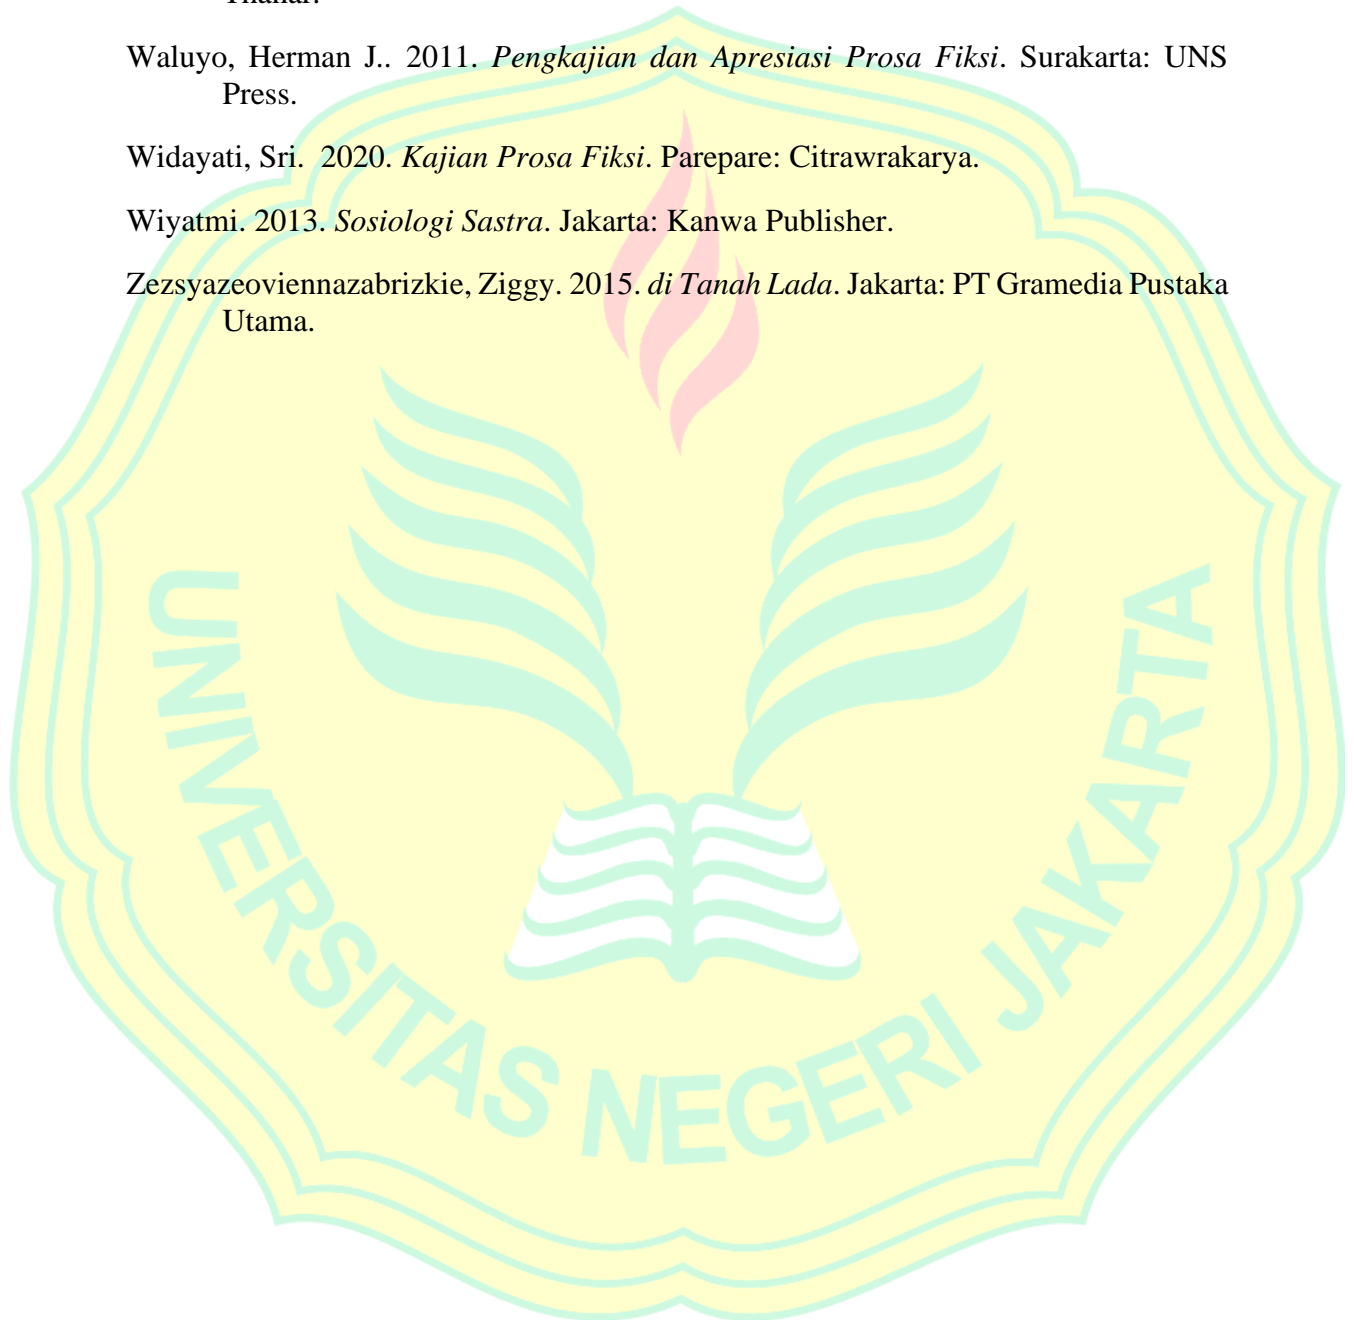 Waluyo, Herman J.. 2011. Pengkajian dan Apresiasi Prosa Fiksi. Surakarta: UNS
Press.
Widayati, Sri.  2020. Kajian Prosa Fiksi. Parepare: Citrawrakarya.
Wiyatmi. 2013. Sosiologi Sastra. Jakarta: Kanwa Publisher.
Zezsyazeoviennazabrizkie, Ziggy. 2015. di Tanah Lada. Jakarta: PT Gramedia Pustaka
Utama.
UNIVERSITAS NEGERI JAKARTA